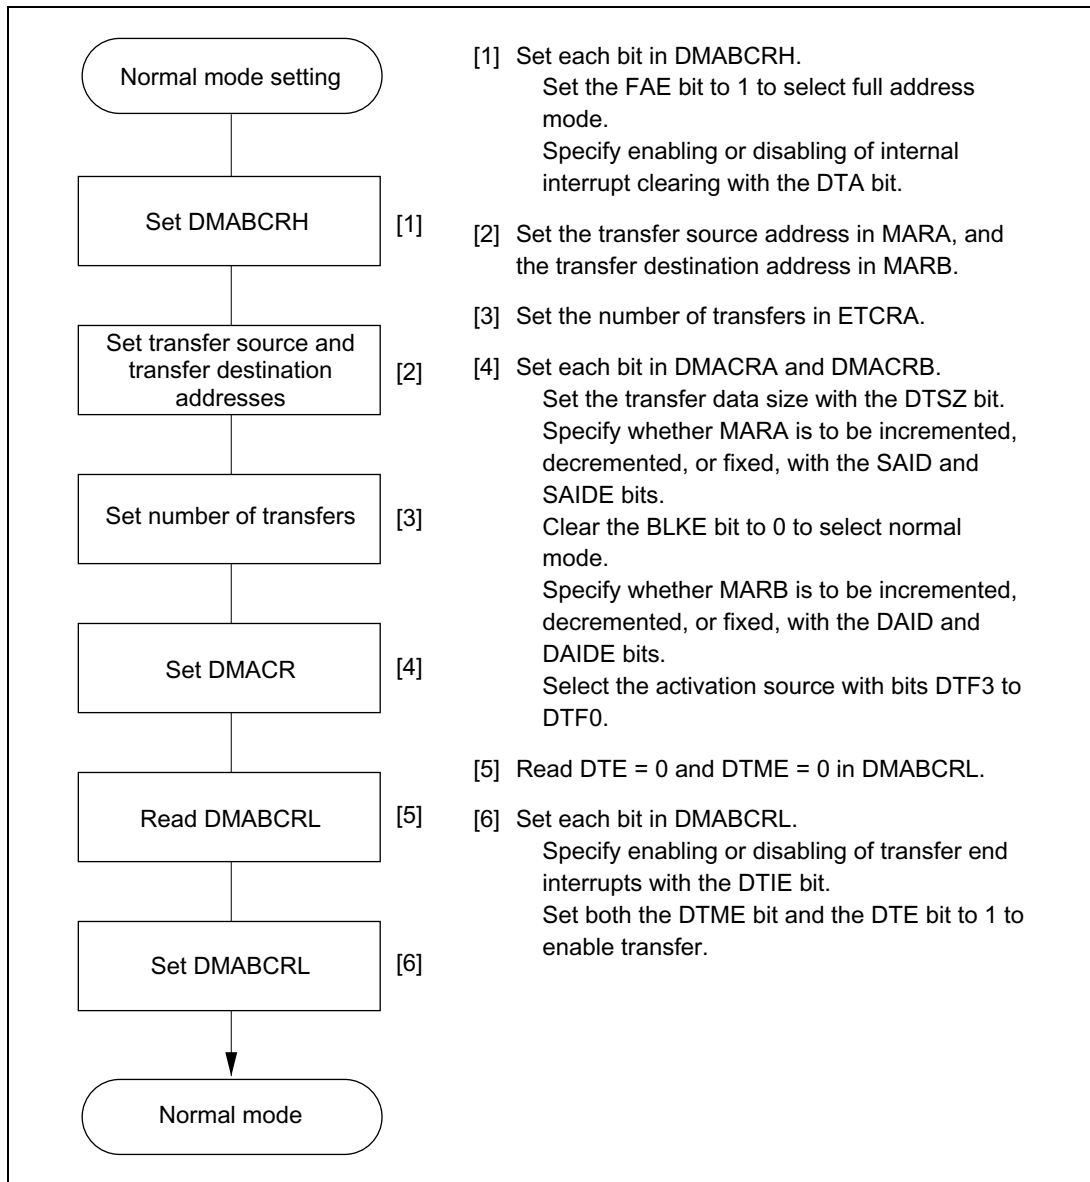 Normal mode setting
Set DMABCRH
[1]
Set transfer source and
transfer destination
addresses
[2]
Set number of transfers
[3]
Set DMACR
[4]
Read DMABCRL
[5]
Set DMABCRL
[6]
Normal mode
[1] Set each bit in DMABCRH.
Set the FAE bit to 1 to select full address
mode.
Specify enabling or disabling of internal
interrupt clearing with the DTA bit.
[2] Set the transfer source address in MARA, and
the transfer destination address in MARB.
[3] Set the number of transfers in ETCRA.
[4] Set each bit in DMACRA and DMACRB.
Set the transfer data size with the DTSZ bit.
Specify whether MARA is to be incremented,
decremented, or fixed, with the SAID and
SAIDE bits.
Clear the BLKE bit to 0 to select normal
mode.
Specify whether MARB is to be incremented,
decremented, or fixed, with the DAID and
DAIDE bits.
Select the activation source with bits DTF3 to
DTF0.
[5] Read DTE = 0 and DTME = 0 in DMABCRL.
[6] Set each bit in DMABCRL.
Specify enabling or disabling of transfer end
interrupts with the DTIE bit.
Set both the DTME bit and the DTE bit to 1 to
enable transfer.